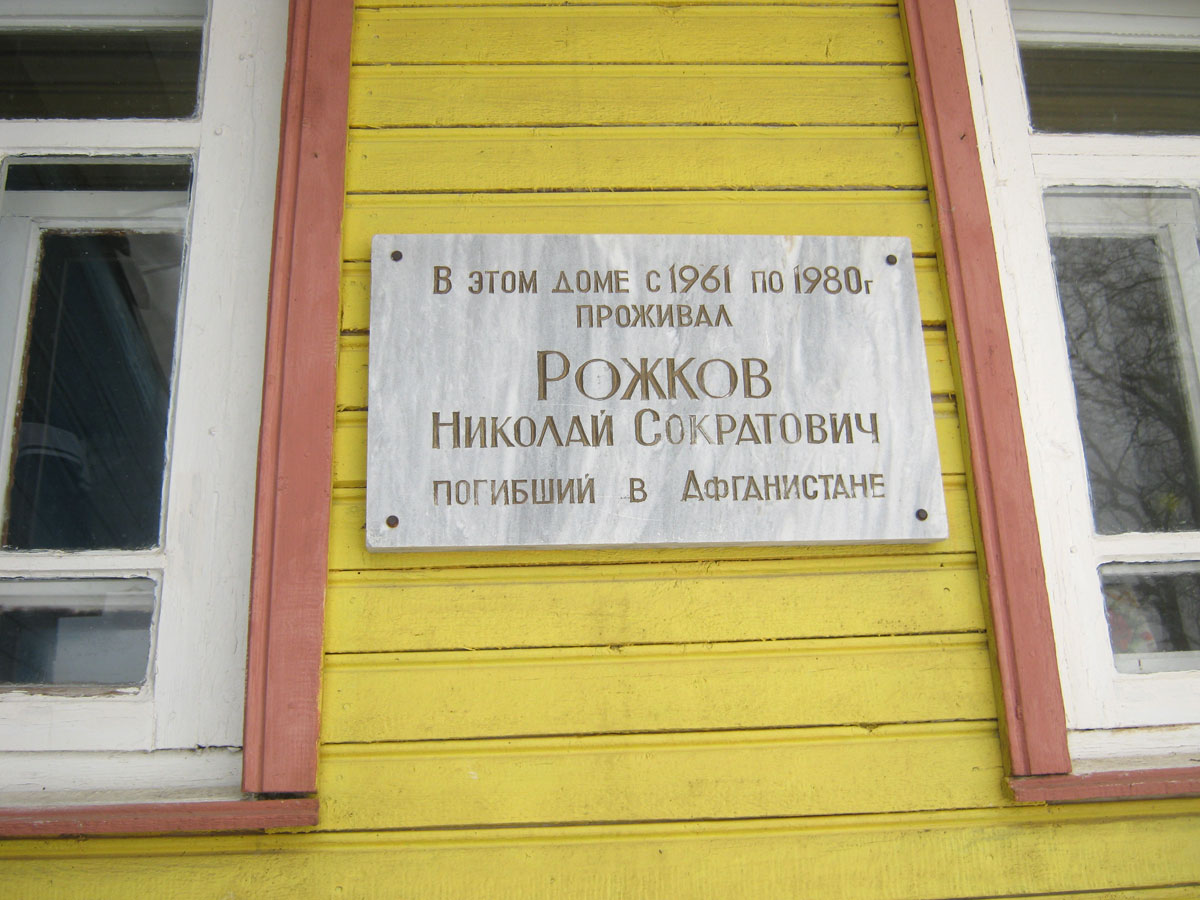 В ЭТОМ ДОМЕ С 1961 ПО 1980г
ПРОЖИВАЛ
РОЖКОВ
НИКОЛАЙ СОКРАТОВИЧ
ПОГИБШИЙ В АФГАНИСТАНЕ